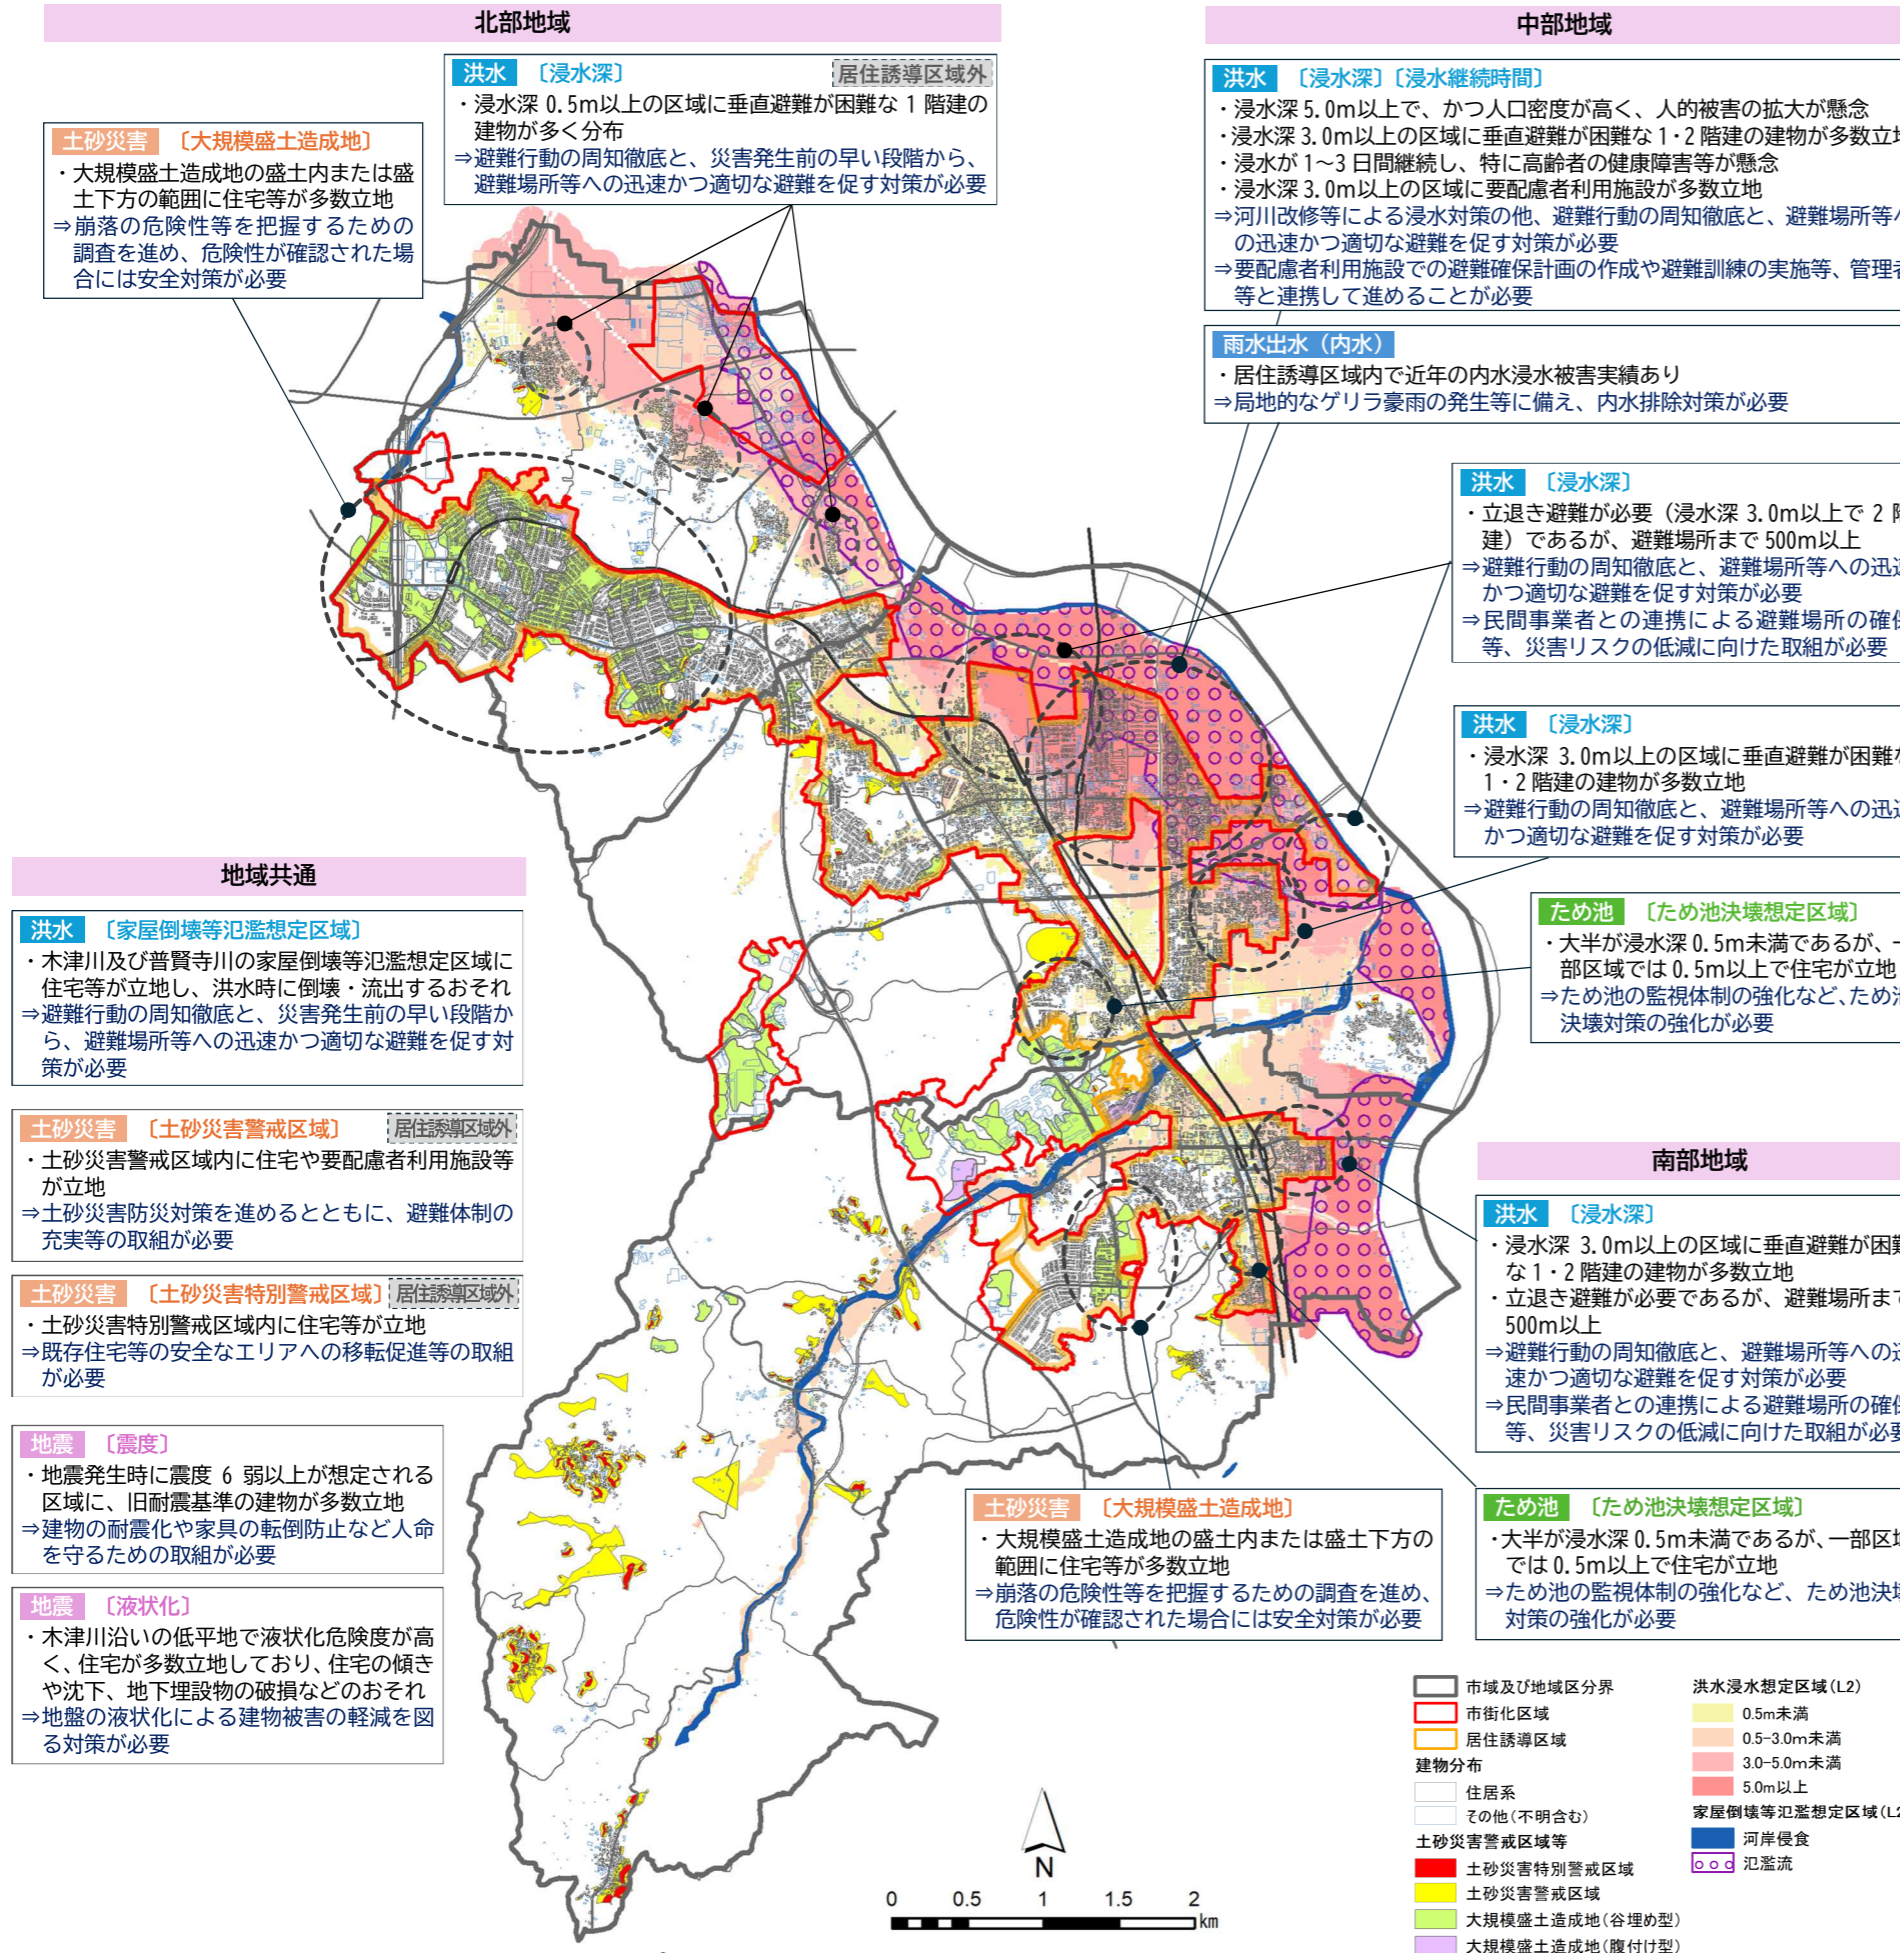 北部地域
洪水 〔浸水深〕 居住誘導区域外
・浸水深 0.5m以上の区域に垂直避難が困難な 1 階建の
建物が多く分布
⇒避難行動の周知徹底と、災害発生前の早い段階から、
避難場所等への迅速かつ適切な避難を促す対策が必要
土砂災害 〔大規模盛土造成地〕
・大規模盛土造成地の盛土内または盛
土下方の範囲に住宅等が多数立地
⇒崩落の危険性等を把握するための
調査を進め、危険性が確認された場
合には安全対策が必要
中部地域
洪水 〔浸水深〕〔浸水継続時間〕
・浸水深 5.0m以上で、かつ人口密度が高く、人的被害の拡大が懸念
・浸水深 3.0m以上の区域に垂直避難が困難な 1・2 階建の建物が多数立
・浸水が 1～3 日間継続し、特に高齢者の健康障害等が懸念
・浸水深 3.0m以上の区域に要配慮者利用施設が多数立地
⇒河川改修等による浸水対策の他、避難行動の周知徹底と、避難場所等へ
の迅速かつ適切な避難を促す対策が必要
⇒要配慮者利用施設での避難確保計画の作成や避難訓練の実施等、管理者
等と連携して進めることが必要
雨水出水（内水）
・居住誘導区域内で近年の内水浸水被害実績あり
⇒局地的なゲリラ豪雨の発生等に備え、内水排除対策が必要
洪水 〔浸水深〕
・立退き避難が必要（浸水深 3.0m以上で 2 階
建）であるが、避難場所まで 500m以上
⇒避難行動の周知徹底と、避難場所等への迅速
かつ適切な避難を促す対策が必要
⇒民間事業者との連携による避難場所の確保
等、災害リスクの低減に向けた取組が必要
洪水 〔浸水深〕
・浸水深 3.0m以上の区域に垂直避難が困難な
1・2 階建の建物が多数立地
⇒避難行動の周知徹底と、避難場所等への迅速
かつ適切な避難を促す対策が必要
ため池 〔ため池決壊想定区域〕
・大半が浸水深 0.5m未満であるが、一
部区域では 0.5m以上で住宅が立地
⇒ため池の監視体制の強化など、ため池
決壊対策の強化が必要
地域共通
洪水 〔家屋倒壊等氾濫想定区域〕
・木津川及び普賢寺川の家屋倒壊等氾濫想定区域に
住宅等が立地し、洪水時に倒壊・流出するおそれ
⇒避難行動の周知徹底と、災害発生前の早い段階か
ら、避難場所等への迅速かつ適切な避難を促す対
策が必要
土砂災害 〔土砂災害警戒区域〕 居住誘導区域外
・土砂災害警戒区域内に住宅や要配慮者利用施設等
が立地
⇒土砂災害防災対策を進めるとともに、避難体制の
充実等の取組が必要
土砂災害 〔土砂災害特別警戒区域〕 居住誘導区域外
・土砂災害特別警戒区域内に住宅等が立地
⇒既存住宅等の安全なエリアへの移転促進等の取組
が必要
地震 〔震度〕
・地震発生時に震度 6 弱以上が想定される
区域に、旧耐震基準の建物が多数立地
⇒建物の耐震化や家具の転倒防止など人命
を守るための取組が必要
地震 〔液状化〕
・木津川沿いの低平地で液状化危険度が高
く、住宅が多数立地しており、住宅の傾き
や沈下、地下埋設物の破損などのおそれ
⇒地盤の液状化による建物被害の軽減を図
る対策が必要
南部地域
洪水 〔浸水深〕
・浸水深 3.0m以上の区域に垂直避難が困難
な 1・2 階建の建物が多数立地
・立退き避難が必要であるが、避難場所まで
500m以上
⇒避難行動の周知徹底と、避難場所等への迅
速かつ適切な避難を促す対策が必要
⇒民間事業者との連携による避難場所の確保
等、災害リスクの低減に向けた取組が必要
土砂災害 〔大規模盛土造成地〕
・大規模盛土造成地の盛土内または盛土下方の
範囲に住宅等が多数立地
⇒崩落の危険性等を把握するための調査を進め、
危険性が確認された場合には安全対策が必要
ため池 〔ため池決壊想定区域〕
・大半が浸水深 0.5m未満であるが、一部区域
では 0.5m以上で住宅が立地
⇒ため池の監視体制の強化など、ため池決壊
対策の強化が必要
市域及び地域区分界
市街化区域
居住誘導区域
建物分布
住居系
その他(不明含む)
土砂災害警戒区域等
土砂災害特別警戒区域
土砂災害警戒区域
大規模盛土造成地(谷埋め型)
大規模盛土造成地(腹付け型)
洪水浸水想定区域(L2)
0.5m未満
0.5-3.0m未満
3.0-5.0m未満
5.0m以上
家屋倒壊等氾濫想定区域(L2
河岸侵食
氾濫流
N
0 0.5 1 1.5 2
km